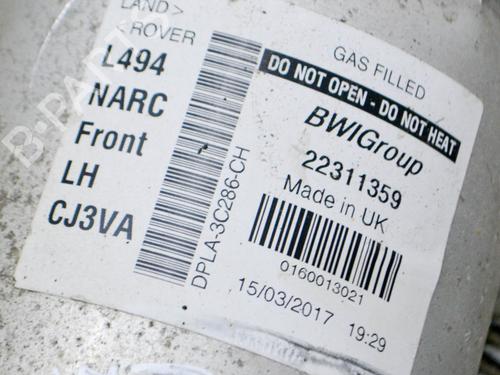 LAND>
ROVER
L494
NARC
Front
LH
CJ3VA
DPLA-3C286-CH
GAS FILLED
DO NOT OPEN - DO NOT HEAT
BWIGroup
22311359
Made in UK
0160013021
15/03/2017 19:29
B-PARTS